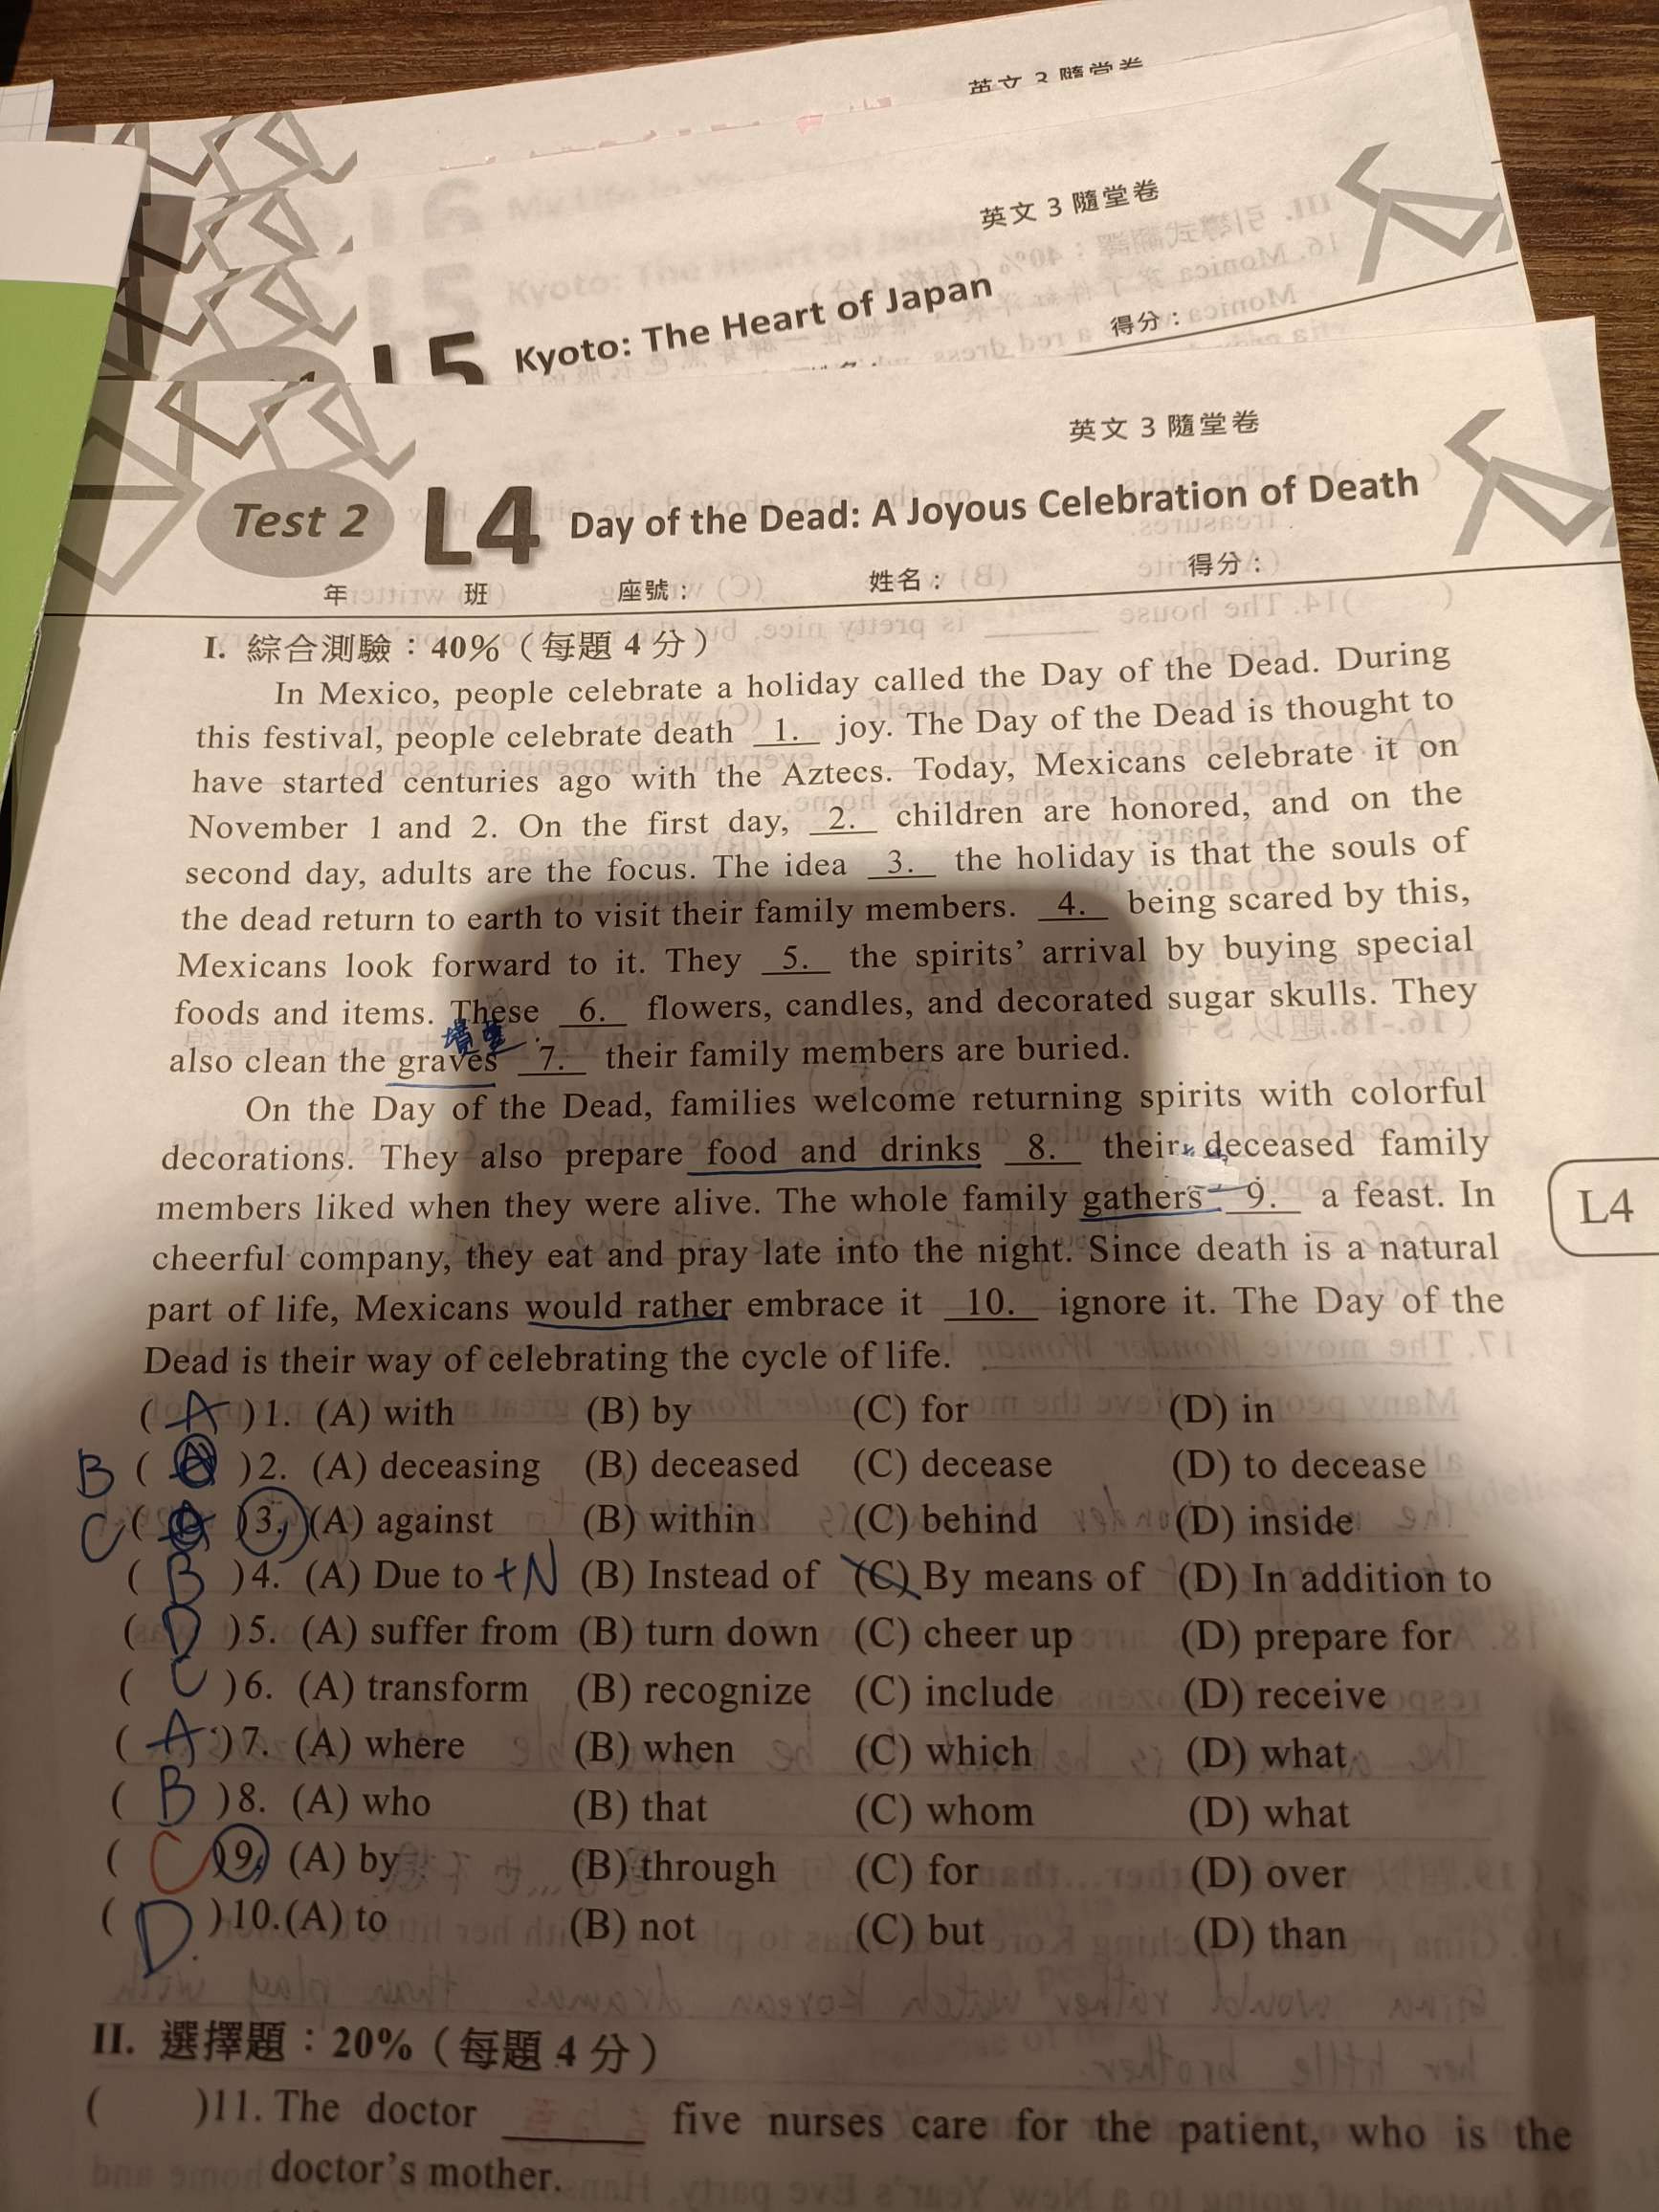 英文 3 隨堂卷
英文 3 隨堂卷
L5 Kyoto: The Heart of Japan
得分：
英文 3 隨堂卷
Test 2 L4 Day of the Dead: A Joyous Celebration of Death
年 班 座號： 姓名： 得分：
I. 綜合測驗：40%（每題 4 分）
In Mexico, people celebrate a holiday called the Day of the Dead. During
this festival, people celebrate death 1. joy. The Day of the Dead is thought to
have started centuries ago with the Aztecs. Today, Mexicans celebrate it on
November 1 and 2. On the first day, 2. children are honored, and on the
second day, adults are the focus. The idea 3. the holiday is that the souls of
the dead return to earth to visit their family members. 4. being scared by this,
Mexicans look forward to it. They 5. the spirits' arrival by buying special
foods and items. These 6. flowers, candles, and decorated sugar skulls. They
also clean the graves 7. their family members are buried.
On the Day of the Dead, families welcome returning spirits with colorful
decorations. They also prepare food and drinks 8. their deceased family
members liked when they were alive. The whole family gathers 9. a feast. In
cheerful company, they eat and pray late into the night. Since death is a natural
part of life, Mexicans would rather embrace it 10. ignore it. The Day of the
Dead is their way of celebrating the cycle of life.
L4
( A )1. (A) with (B) by (C) for (D) in
B ( )2. (A) deceasing (B) deceased (C) decease (D) to decease
C ( )3. (A) against (B) within (C) behind (D) inside
( B )4. (A) Due to +N (B) Instead of (C) By means of (D) In addition to
( D )5. (A) suffer from (B) turn down (C) cheer up (D) prepare for
( C )6. (A) transform (B) recognize (C) include (D) receive
( A )7. (A) where (B) when (C) which (D) what
( B )8. (A) who (B) that (C) whom (D) what
( C )9. (A) by (B) through (C) for (D) over
( D )10.(A) to (B) not (C) but (D) than
II. 選擇題：20%（每題 4 分）
( )11. The doctor ______ five nurses care for the patient, who is the
doctor's mother.